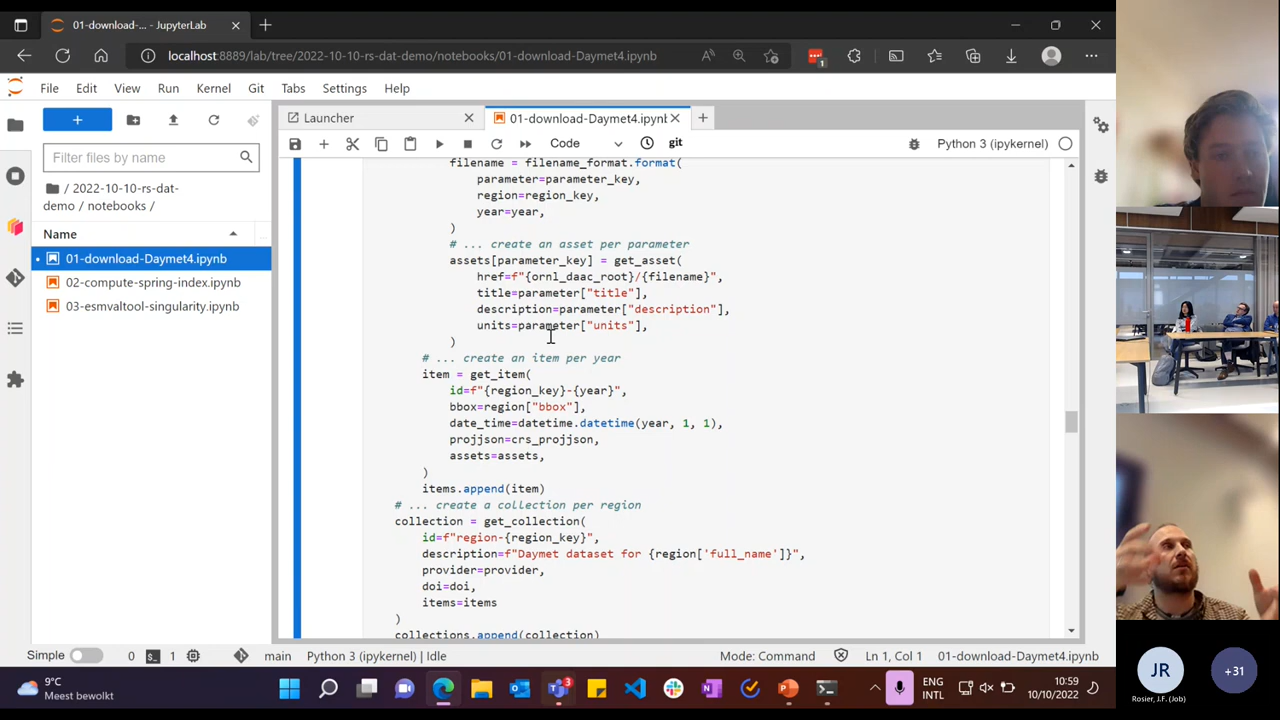 01-download-... - JupyterLab
localhost:8889/lab/tree/2022-10-10-rs-dat-demo/notebooks/01-download-Daymet4.ipynb
1
File Edit View Run Kernel Git Tabs Settings Help
Launcher
01-download-Daymet4.ipynb
Code
git
Python 3 (ipykernel)
Filter files by name
/ 2022-10-10-rs-dat-
demo / notebooks /
Name
01-download-Daymet4.ipynb
02-compute-spring-index.ipynb
03-esmvaltool-singularity.ipynb
filename = filename_format.format(
parameter=parameter_key,
region=region_key,
year=year,
)
# ... create an asset per parameter
assets[parameter_key] = get_asset(
href=f"{ornl_daac_root}/{filename}",
title=parameter["title"],
description=parameter["description"],
units=parameter["units"],
)
# ... create an item per year
item = get_item(
id=f"{region_key}-{year}",
bbox=region["bbox"],
date_time=datetime.datetime(year, 1, 1),
projjson=crs_projjson,
assets=assets,
)
items.append(item)
# ... create a collection per region
collection = get_collection(
id=f"region-{region_key}",
description=f"Daymet dataset for {region['full_name']}",
provider=provider,
doi=doi,
items=items
)
collections.append(collection)
Simple 0 1 main Python 3 (ipykernel) | Idle Mode: Command Ln 1, Col 1 01-download-Daymet4.ipynb
9°C
Meest bewolkt
3
ENG
INTL
10:59
10/10/2022
JR
Rosier, J.F. (Job)
+31